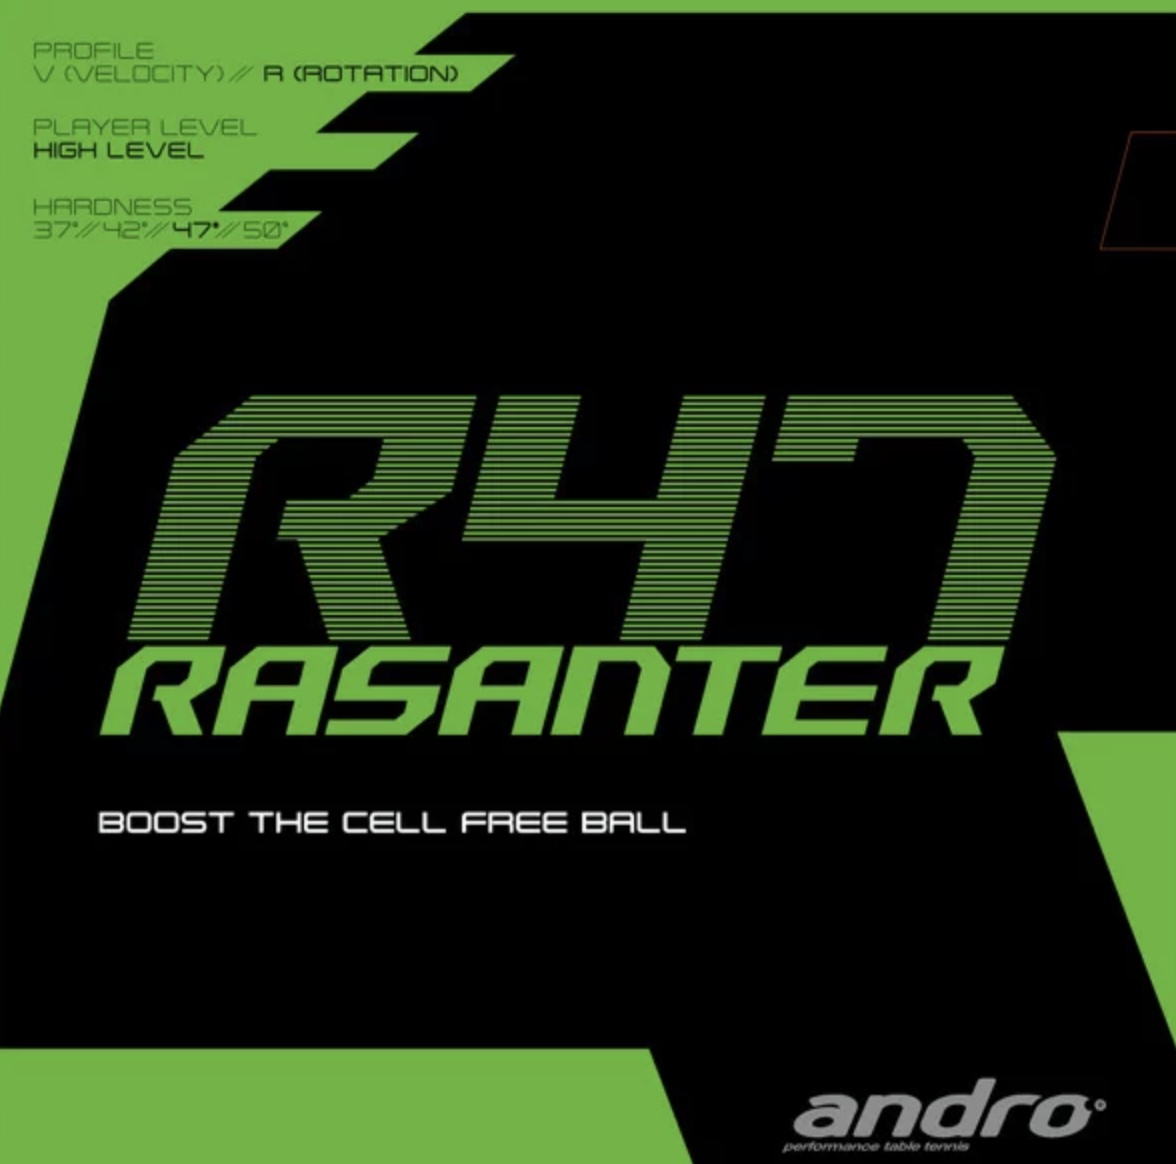 PROFILE
V (VELOCITY) // R (ROTATION)
PLAYER LEVEL
HIGH LEVEL
HARDNESS
37°//42°//47°//50°
R47
RASANTER
BOOST THE CELL FREE BALL
andro
performance table tennis